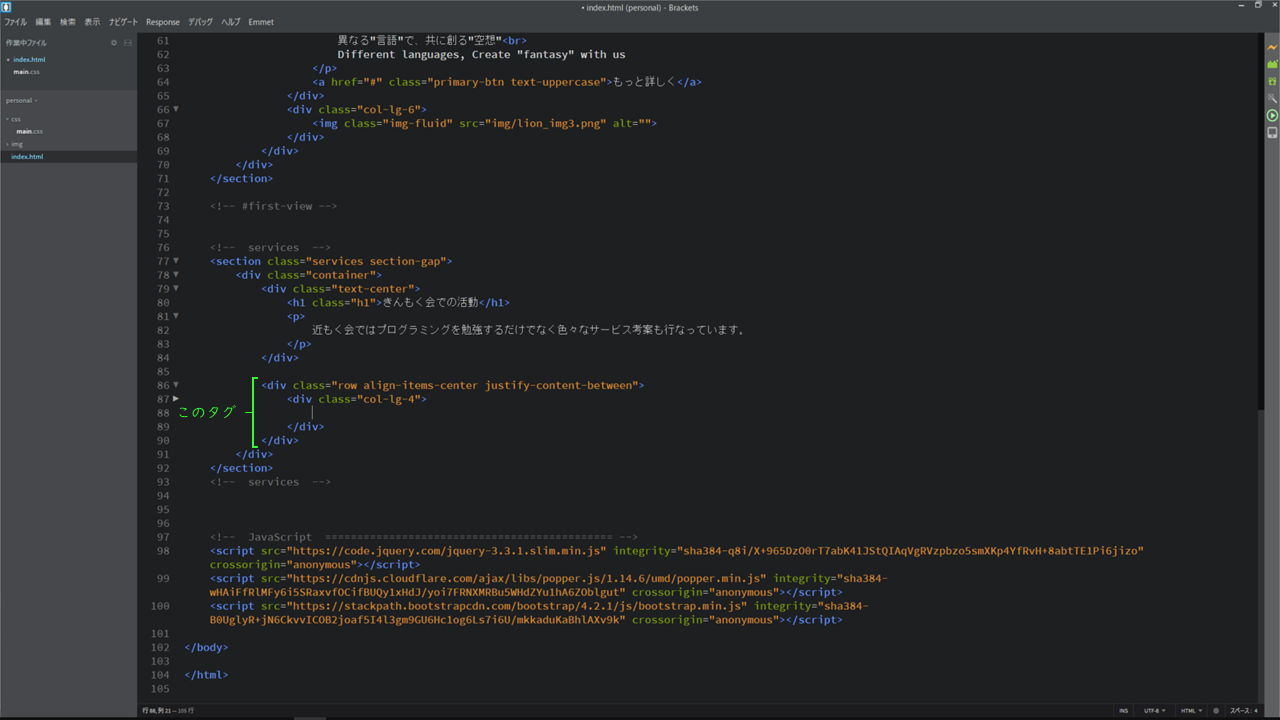 • index.html (personal) - Brackets
ファイル 編集 検索 表示 ナビゲート Response デバッグ ヘルプ Emmet
作業中ファイル
• index.html
main.css
personal
css
main.css
img
index.html
61 異なる"言語"で、共に創る"空想"<br>
62 Different languages, Create "fantasy" with us
63 </p>
64 <a href="#" class="primary-btn text-uppercase">もっと詳しく</a>
65 </div>
66 <div class="col-lg-6">
67 <img class="img-fluid" src="img/lion_img3.png" alt="">
68 </div>
69 </div>
70 </div>
71 </section>
72
73 <!-- #first-view -->
74
75
76 <!--  services  -->
77 <section class="services section-gap">
78 <div class="container">
79 <div class="text-center">
80 <h1 class="h1">きんもく会での活動</h1>
81 <p>
82 近もく会ではプログラミングを勉強するだけでなく色々なサービス考案も行なっています。
83 </p>
84 </div>
85
86 <div class="row align-items-center justify-content-between">
87 <div class="col-lg-4">
このタグ
88
89 </div>
90 </div>
91 </div>
92 </section>
93 <!--  services  -->
94
95
96
97 <!--  JavaScript  ============================================= -->
98 <script src="https://code.jquery.com/jquery-3.3.1.slim.min.js" integrity="sha384-q8i/X+965DzO0rT7abK41JStQIAqVgRVzpbzo5smXKp4YfRvH+8abtTE1Pi6jizo"
crossorigin="anonymous"></script>
99 <script src="https://cdnjs.cloudflare.com/ajax/libs/popper.js/1.14.6/umd/popper.min.js" integrity="sha384-
wHAiFfRlMFy6i5SRaxvfOCifBUQy1xHdJ/yoi7FRNXMRBu5WHdZYu1hA6ZOblgut" crossorigin="anonymous"></script>
100 <script src="https://stackpath.bootstrapcdn.com/bootstrap/4.2.1/js/bootstrap.min.js" integrity="sha384-
B0UglyR+jN6CkvvICOB2joaf5I4l3gm9GU6Hc1og6Ls7i6U/mkkaduKaBhlAXv9k" crossorigin="anonymous"></script>
101
102 </body>
103
104 </html>
105
行 88, 列 21 — 105 行 INS UTF-8 HTML スペース: 4